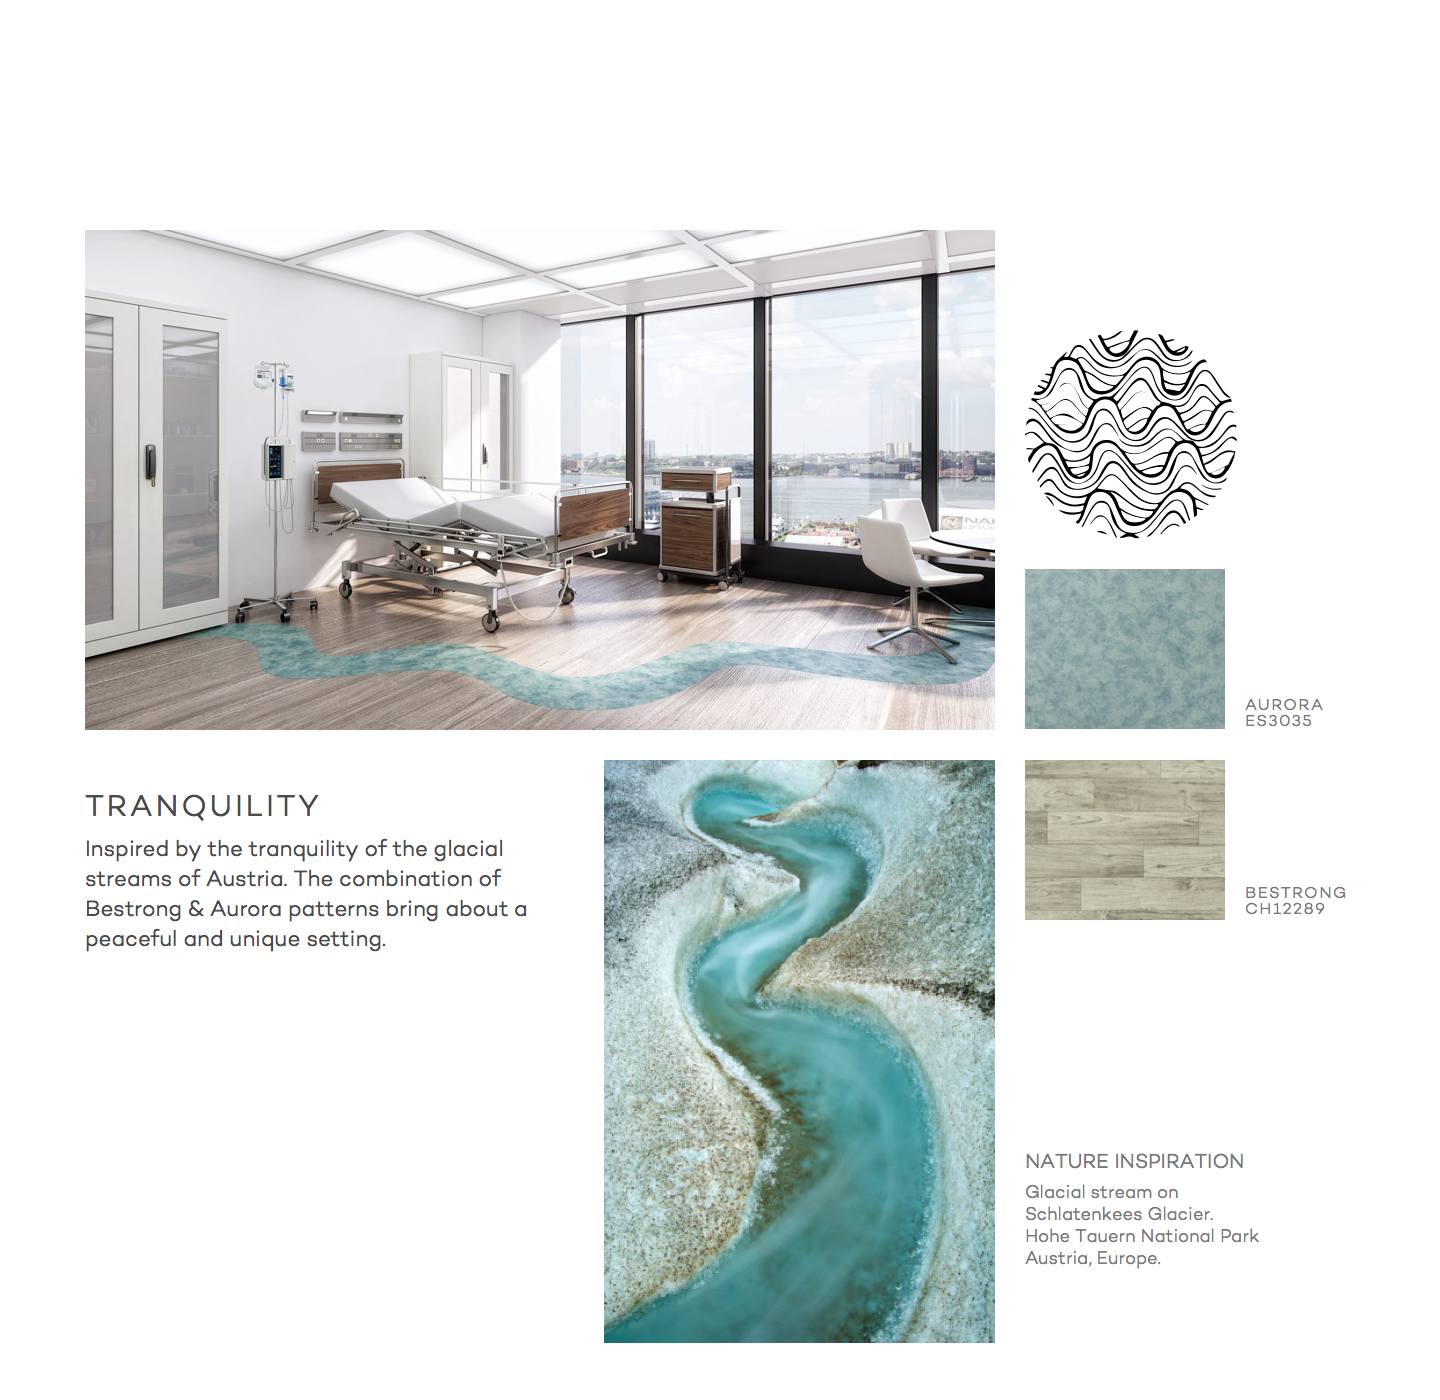 AURORA
ES3035
TRANQUILITY
Inspired by the tranquility of the glacial
streams of Austria. The combination of
Bestrong & Aurora patterns bring about a
peaceful and unique setting.
BESTRONG
CH12289
NATURE INSPIRATION
Glacial stream on
Schlatenkees Glacier.
Hohe Tauern National Park
Austria, Europe.